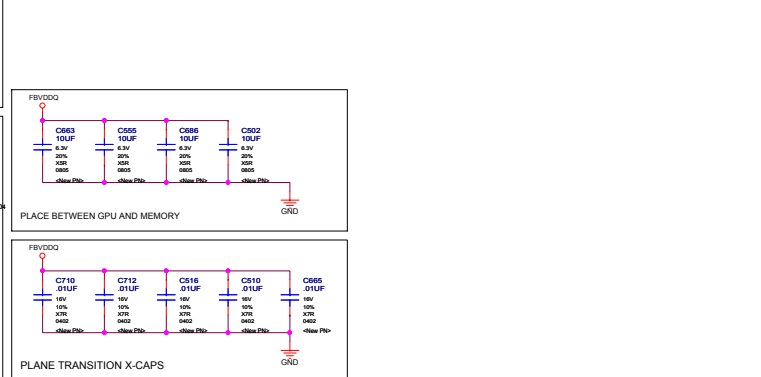 FBVDDQ
C663 C555 C686 C502
10UF 10UF 10UF 10UF
6.3V 6.3V 6.3V 6.3V
20% 20% 20% 20%
X5R X5R X5R X5R
0805 0805 0805 0805
<New PN> <New PN> <New PN> <New PN>
GND
PLACE BETWEEN GPU AND MEMORY
FBVDDQ
C710 C712 C516 C510 C665
.01UF .01UF .01UF .01UF .01UF
16V 16V 16V 16V 16V
10% 10% 10% 10% 10%
X7R X7R X7R X7R X7R
0402 0402 0402 0402 0402
<New PN> <New PN> <New PN> <New PN> <New PN>
GND
PLANE TRANSITION X-CAPS